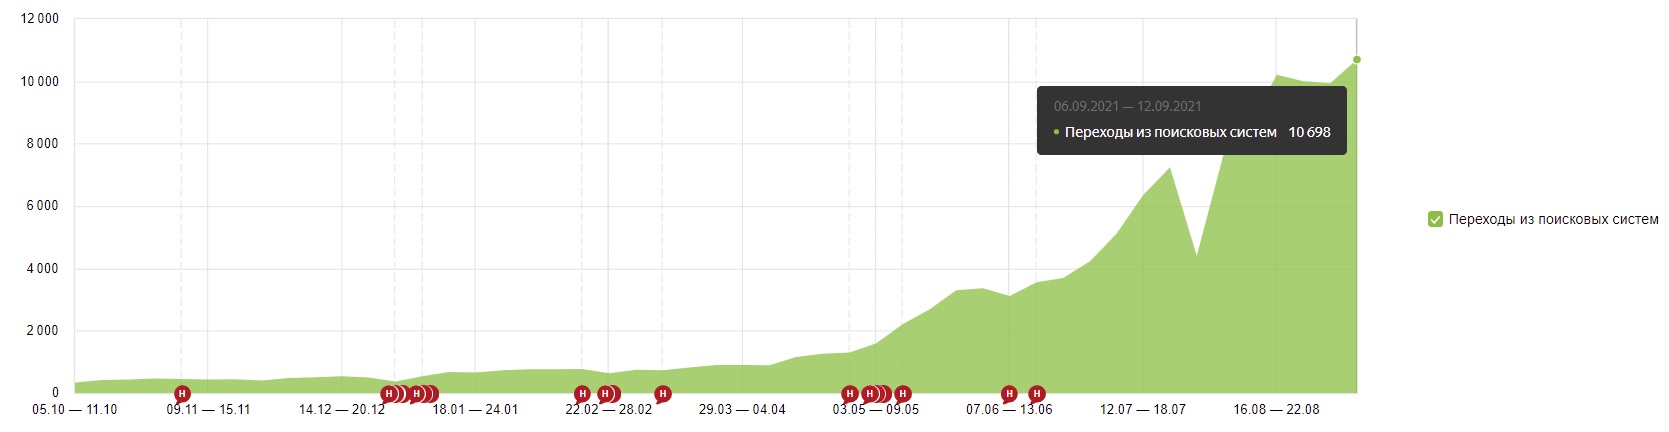 12 000
10 000
8 000
6 000
4 000
2 000
0
06.09.2021 — 12.09.2021
Переходы из поисковых систем 10 698
Переходы из поисковых систем
Н Н Н Н Н Н Н Н Н Н Н
05.10 — 11.10 09.11 — 15.11 14.12 — 20.12 18.01 — 24.01 22.02 — 28.02 29.03 — 04.04 03.05 — 09.05 07.06 — 13.06 12.07 — 18.07 16.08 — 22.08